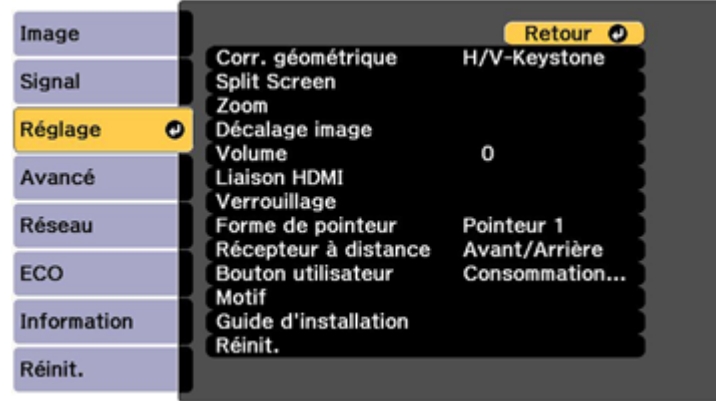 Image
Signal
Réglage
Avancé
Réseau
ECO
Information
Réinit.
Retour
Corr. géométrique H/V-Keystone
Split Screen
Zoom
Décalage image
Volume 0
Liaison HDMI
Verrouillage
Forme de pointeur Pointeur 1
Récepteur à distance Avant/Arrière
Bouton utilisateur Consommation...
Motif
Guide d'installation
Réinit.